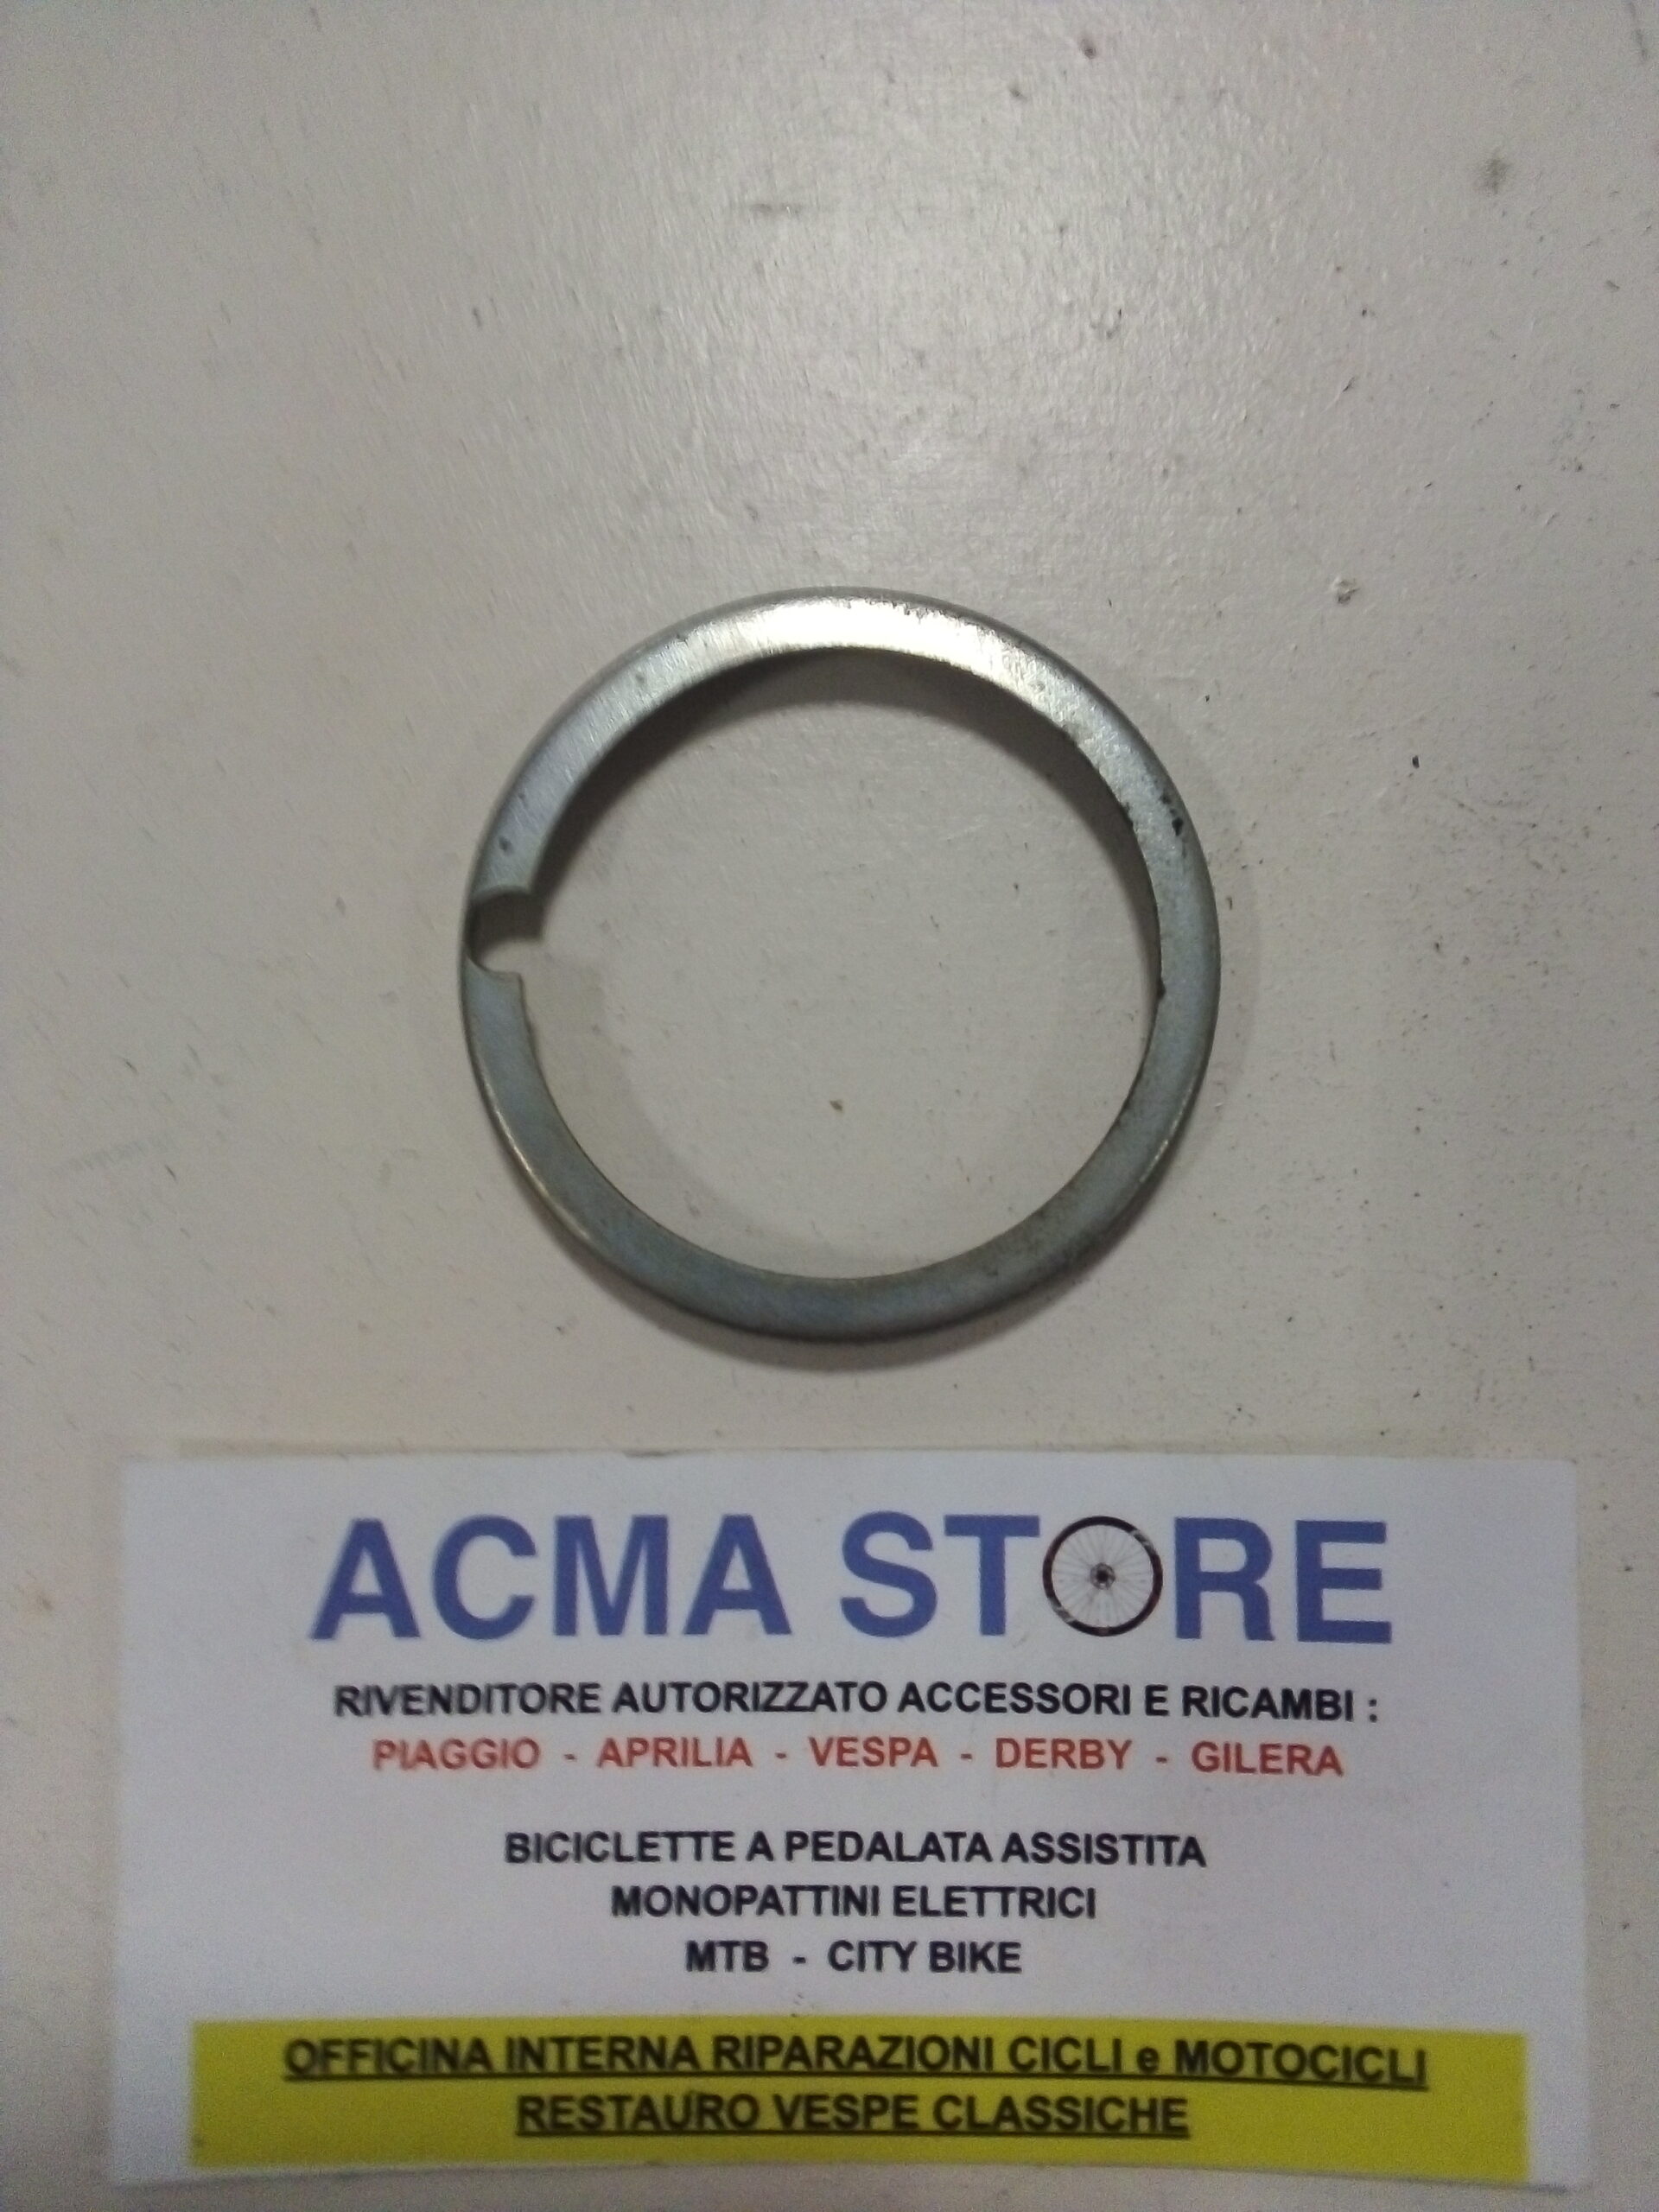 ACMA STORE
RIVENDITORE AUTORIZZATO ACCESSORI E RICAMBI :
PIAGGIO - APRILIA - VESPA - DERBY - GILERA
BICICLETTE A PEDALATA ASSISTITA
MONOPATTINI ELETTRICI
MTB - CITY BIKE
OFFICINA INTERNA RIPARAZIONI CICLI e MOTOCICLI
RESTAURO VESPE CLASSICHE